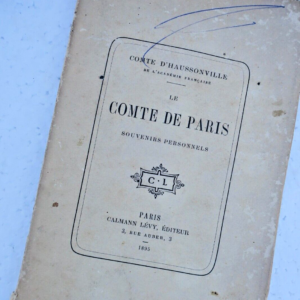 COMTE D'HAUSSONVILLE
DE L'ACADÉMIE FRANÇAISE
LE
COMTE DE PARIS
SOUVENIRS PERSONNELS
C·L
PARIS
CALMANN LÉVY, ÉDITEUR
3, RUE AUBER, 3
1895